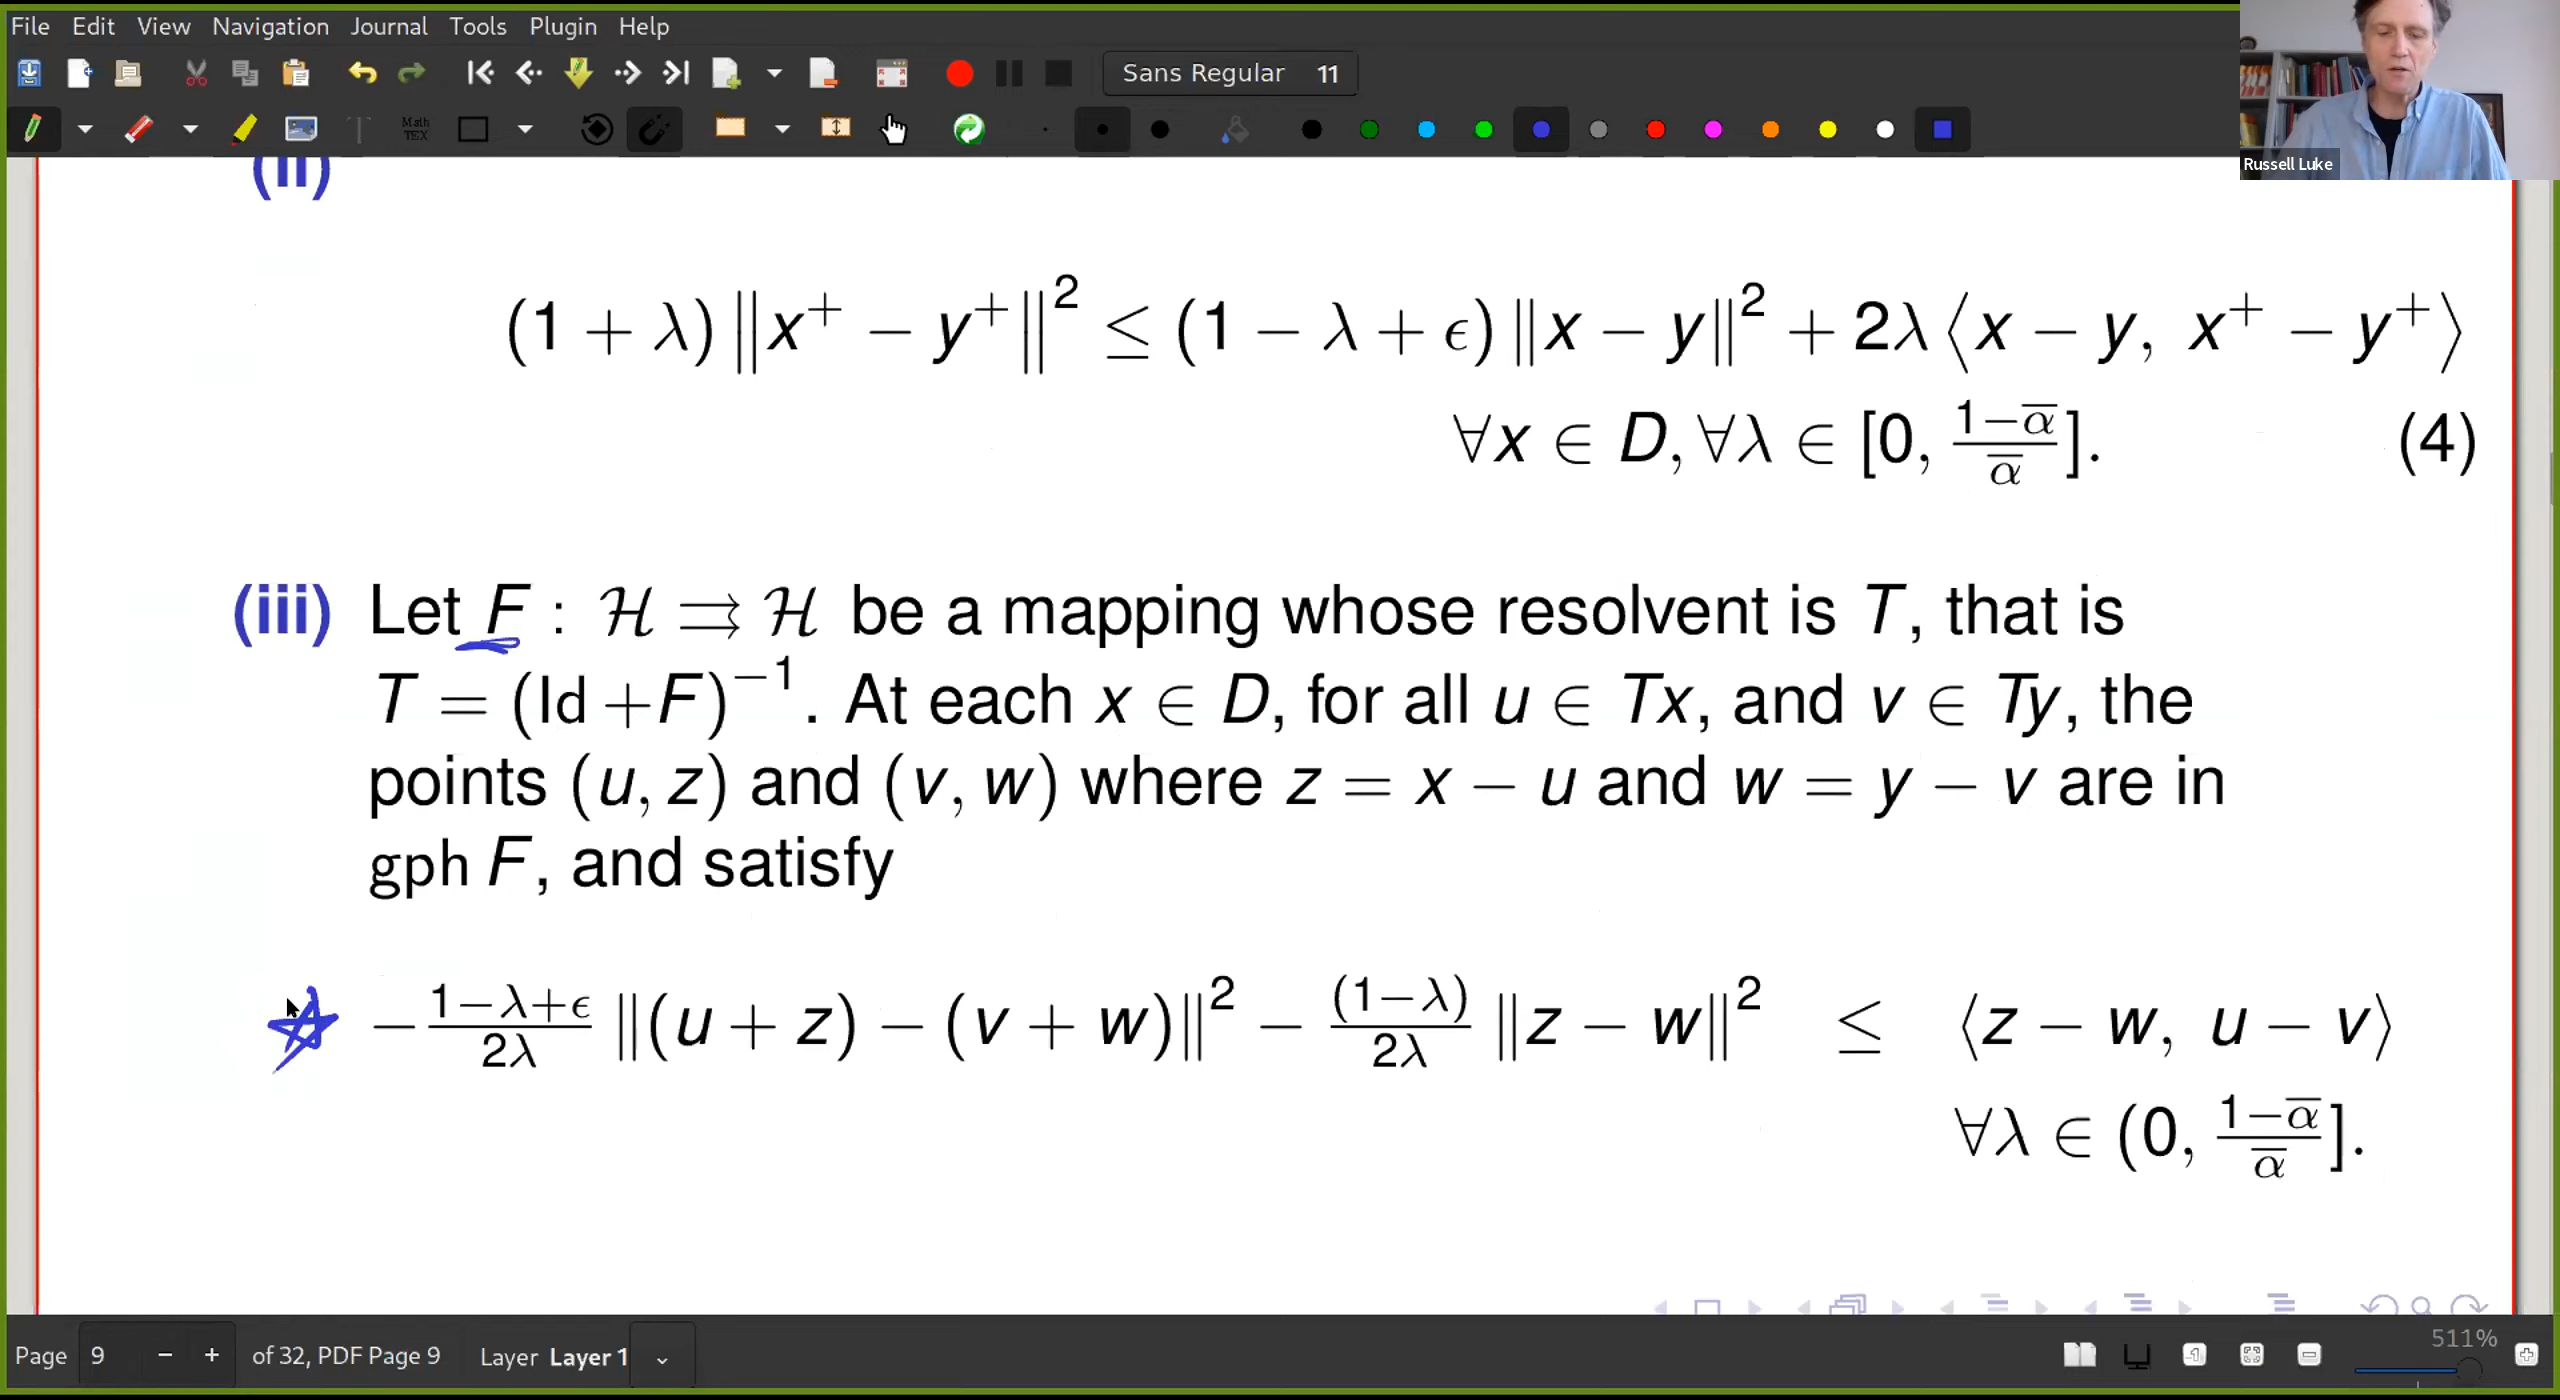 File Edit View Navigation Journal Tools Plugin Help
Sans Regular 11
Math TEX
Russell Luke
(ii)
(1 + λ) ‖x⁺ − y⁺‖² ≤ (1 − λ + ϵ) ‖x − y‖² + 2λ ⟨x − y, x⁺ − y⁺⟩
∀x ∈ D, ∀λ ∈ [0, (1−α̅)/α̅]. (4)
(iii) Let F : ℋ ⇉ ℋ be a mapping whose resolvent is T, that is
T = (Id +F)⁻¹. At each x ∈ D, for all u ∈ Tx, and v ∈ Ty, the
points (u, z) and (v, w) where z = x − u and w = y − v are in
gph F, and satisfy
− (1−λ+ϵ)/2λ ‖(u + z) − (v + w)‖² − (1−λ)/2λ ‖z − w‖² ≤ ⟨z − w, u − v⟩
∀λ ∈ (0, (1−α̅)/α̅].
Page 9 − + of 32, PDF Page 9 Layer Layer 1 511%